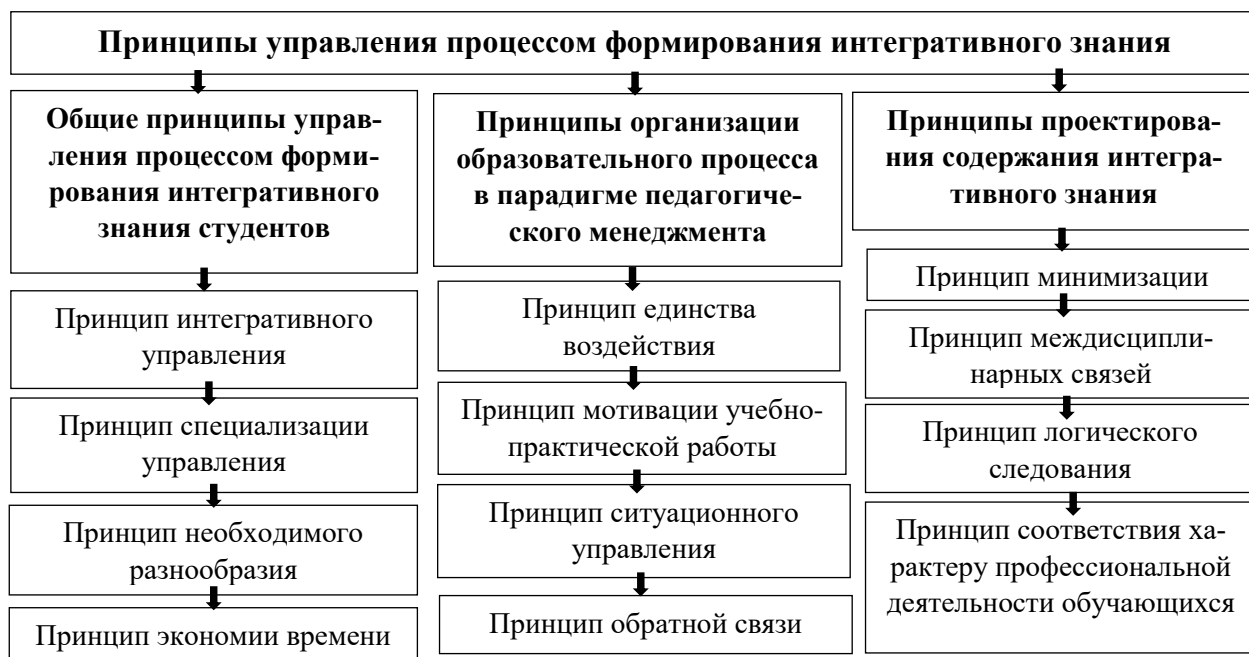 Принципы управления процессом формирования интегративного знания
Общие принципы управ-
ления процессом форми-
рования интегративного
знания студентов
Принцип интегративного
управления
Принцип специализации
управления
Принцип необходимого
разнообразия
Принцип экономии времени
Принципы организации
образовательного процесса
в парадигме педагогиче-
ского менеджмента
Принцип единства
воздействия
Принцип мотивации учебно-
практической работы
Принцип ситуационного
управления
Принцип обратной связи
Принципы проектирова-
ния содержания интегра-
тивного знания
Принцип минимизации
Принцип междисципли-
нарных связей
Принцип логического
следования
Принцип соответствия ха-
рактеру профессиональной
деятельности обучающихся